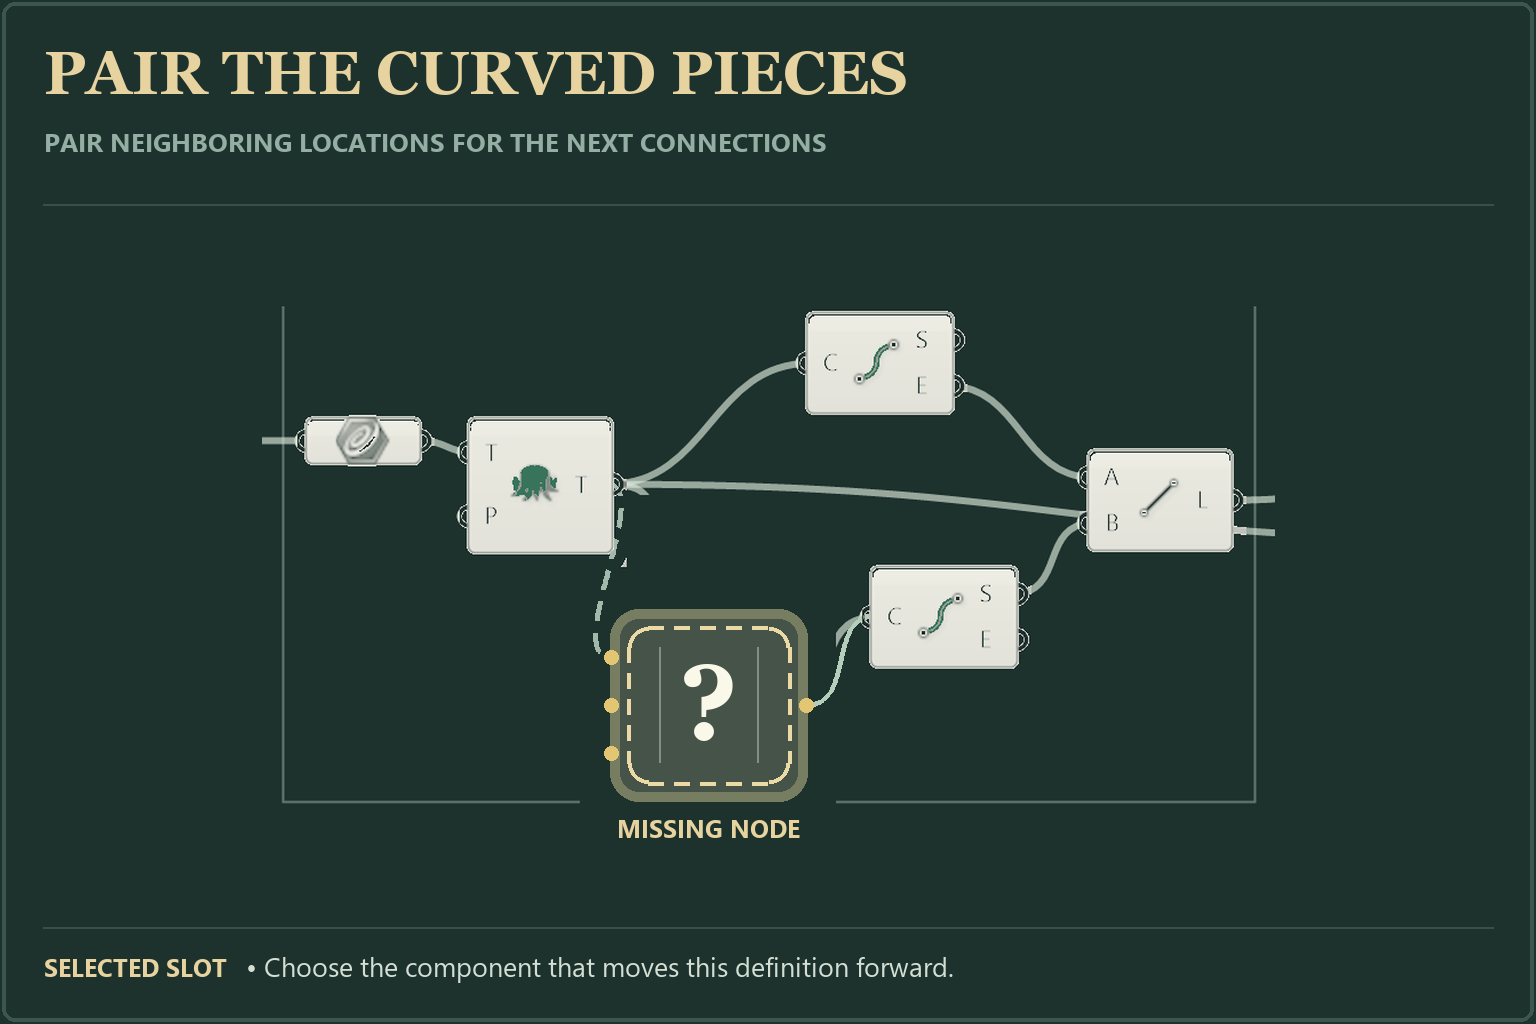 PAIR THE CURVED PIECES
PAIR NEIGHBORING LOCATIONS FOR THE NEXT CONNECTIONS
C
S
E
T
P
T
A
B
L
C
S
E
?
MISSING NODE
SELECTED SLOT • Choose the component that moves this definition forward.